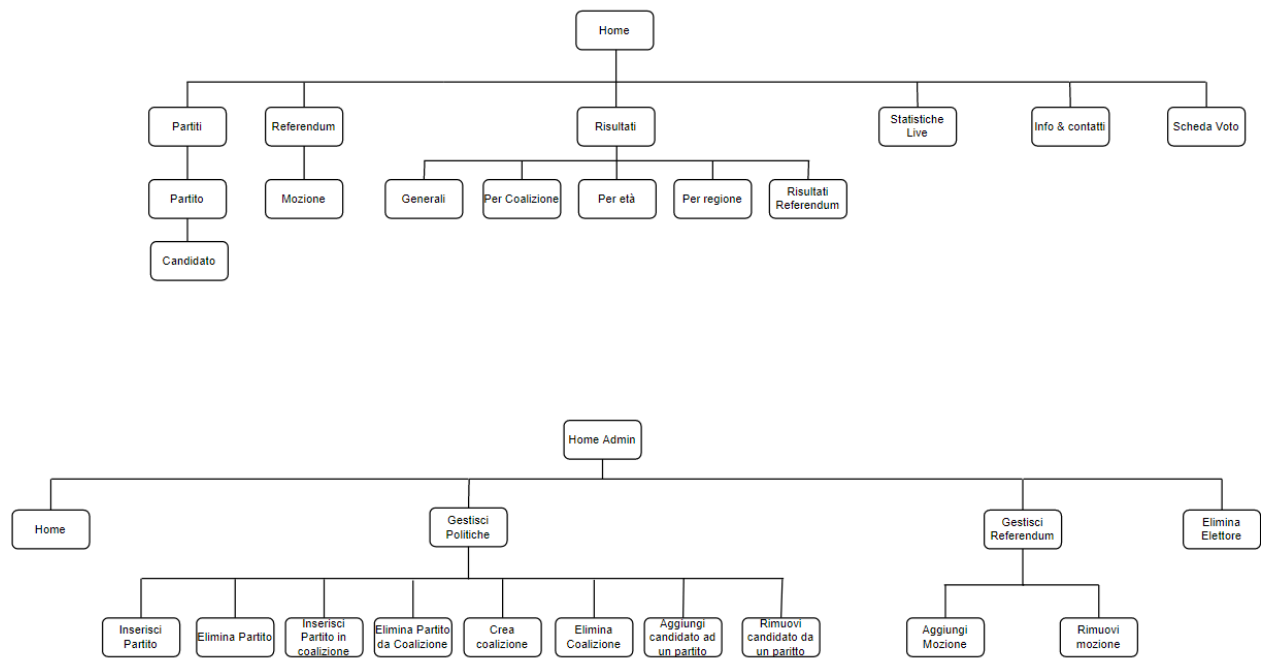 Home
Partiti
Referendum
Risultati
Statistiche
Live
Info & contatti
Scheda Voto
Partito
Mozione
Generali
Per Coalizione
Per età
Per regione
Risultati
Referendum
Candidato
Home Admin
Home
Gestisci
Politiche
Gestisci
Referendum
Elimina
Elettore
Inserisci
Partito
Elimina Partito
Inserisci
Partito in
coalizione
Elimina Partito
da Coalizione
Crea
coalizione
Elimina
Coalizione
Aggiungi
candidato ad
un partito
Rimuovi
candidato da
un paritto
Aggiungi
Mozione
Rimuovi
mozione